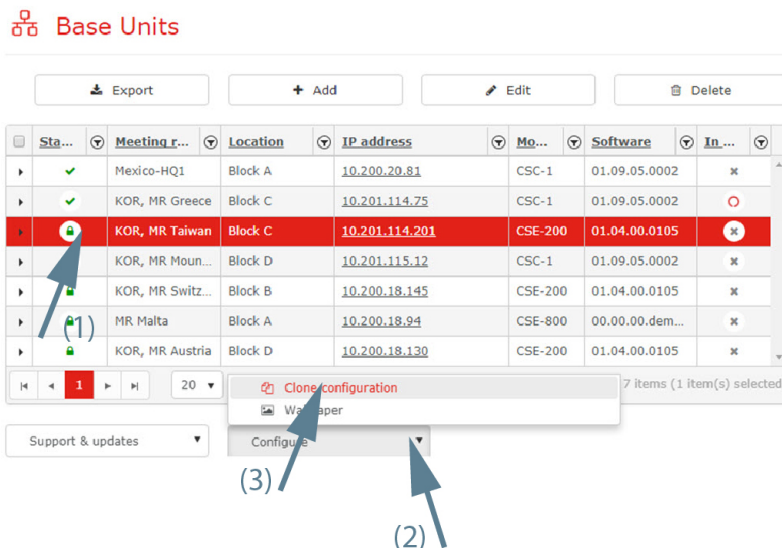 Base Units
Export + Add Edit Delete
Sta... Meeting r... Location IP address Mo... Software In ...
Mexico-HQ1 Block A 10.200.20.81 CSC-1 01.09.05.0002
KOR, MR Greece Block C 10.201.114.75 CSC-1 01.09.05.0002
KOR, MR Taiwan Block C 10.201.114.201 CSE-200 01.04.00.0105
KOR, MR Moun... Block D 10.201.115.12 CSC-1 01.09.05.0002
KOR, MR Switz... Block B 10.200.18.145 CSE-200 01.04.00.0105
(1) MR Malta Block A 10.200.18.94 CSE-800 00.00.00.dem...
KOR, MR Austria Block D 10.200.18.130 CSE-200 01.04.00.0105
1 20 Clone configuration 7 items (1 item(s) selected
Wallpaper
Support & updates Configure
(3)
(2)